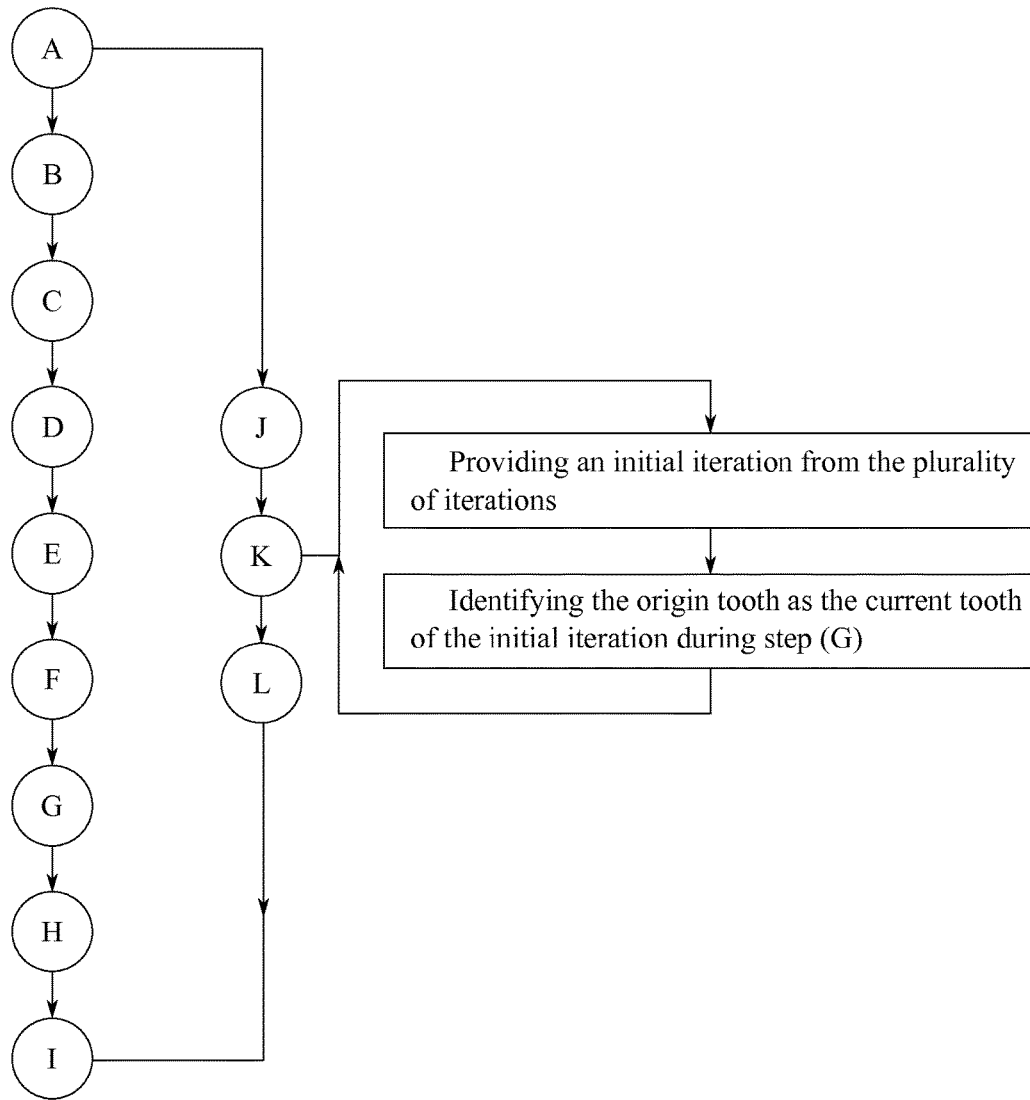 A
B
C
D
E
F
G
H
I
J
K
L
Providing an initial iteration from the plurality
of iterations
Identifying the origin tooth as the current tooth
of the initial iteration during step (G)